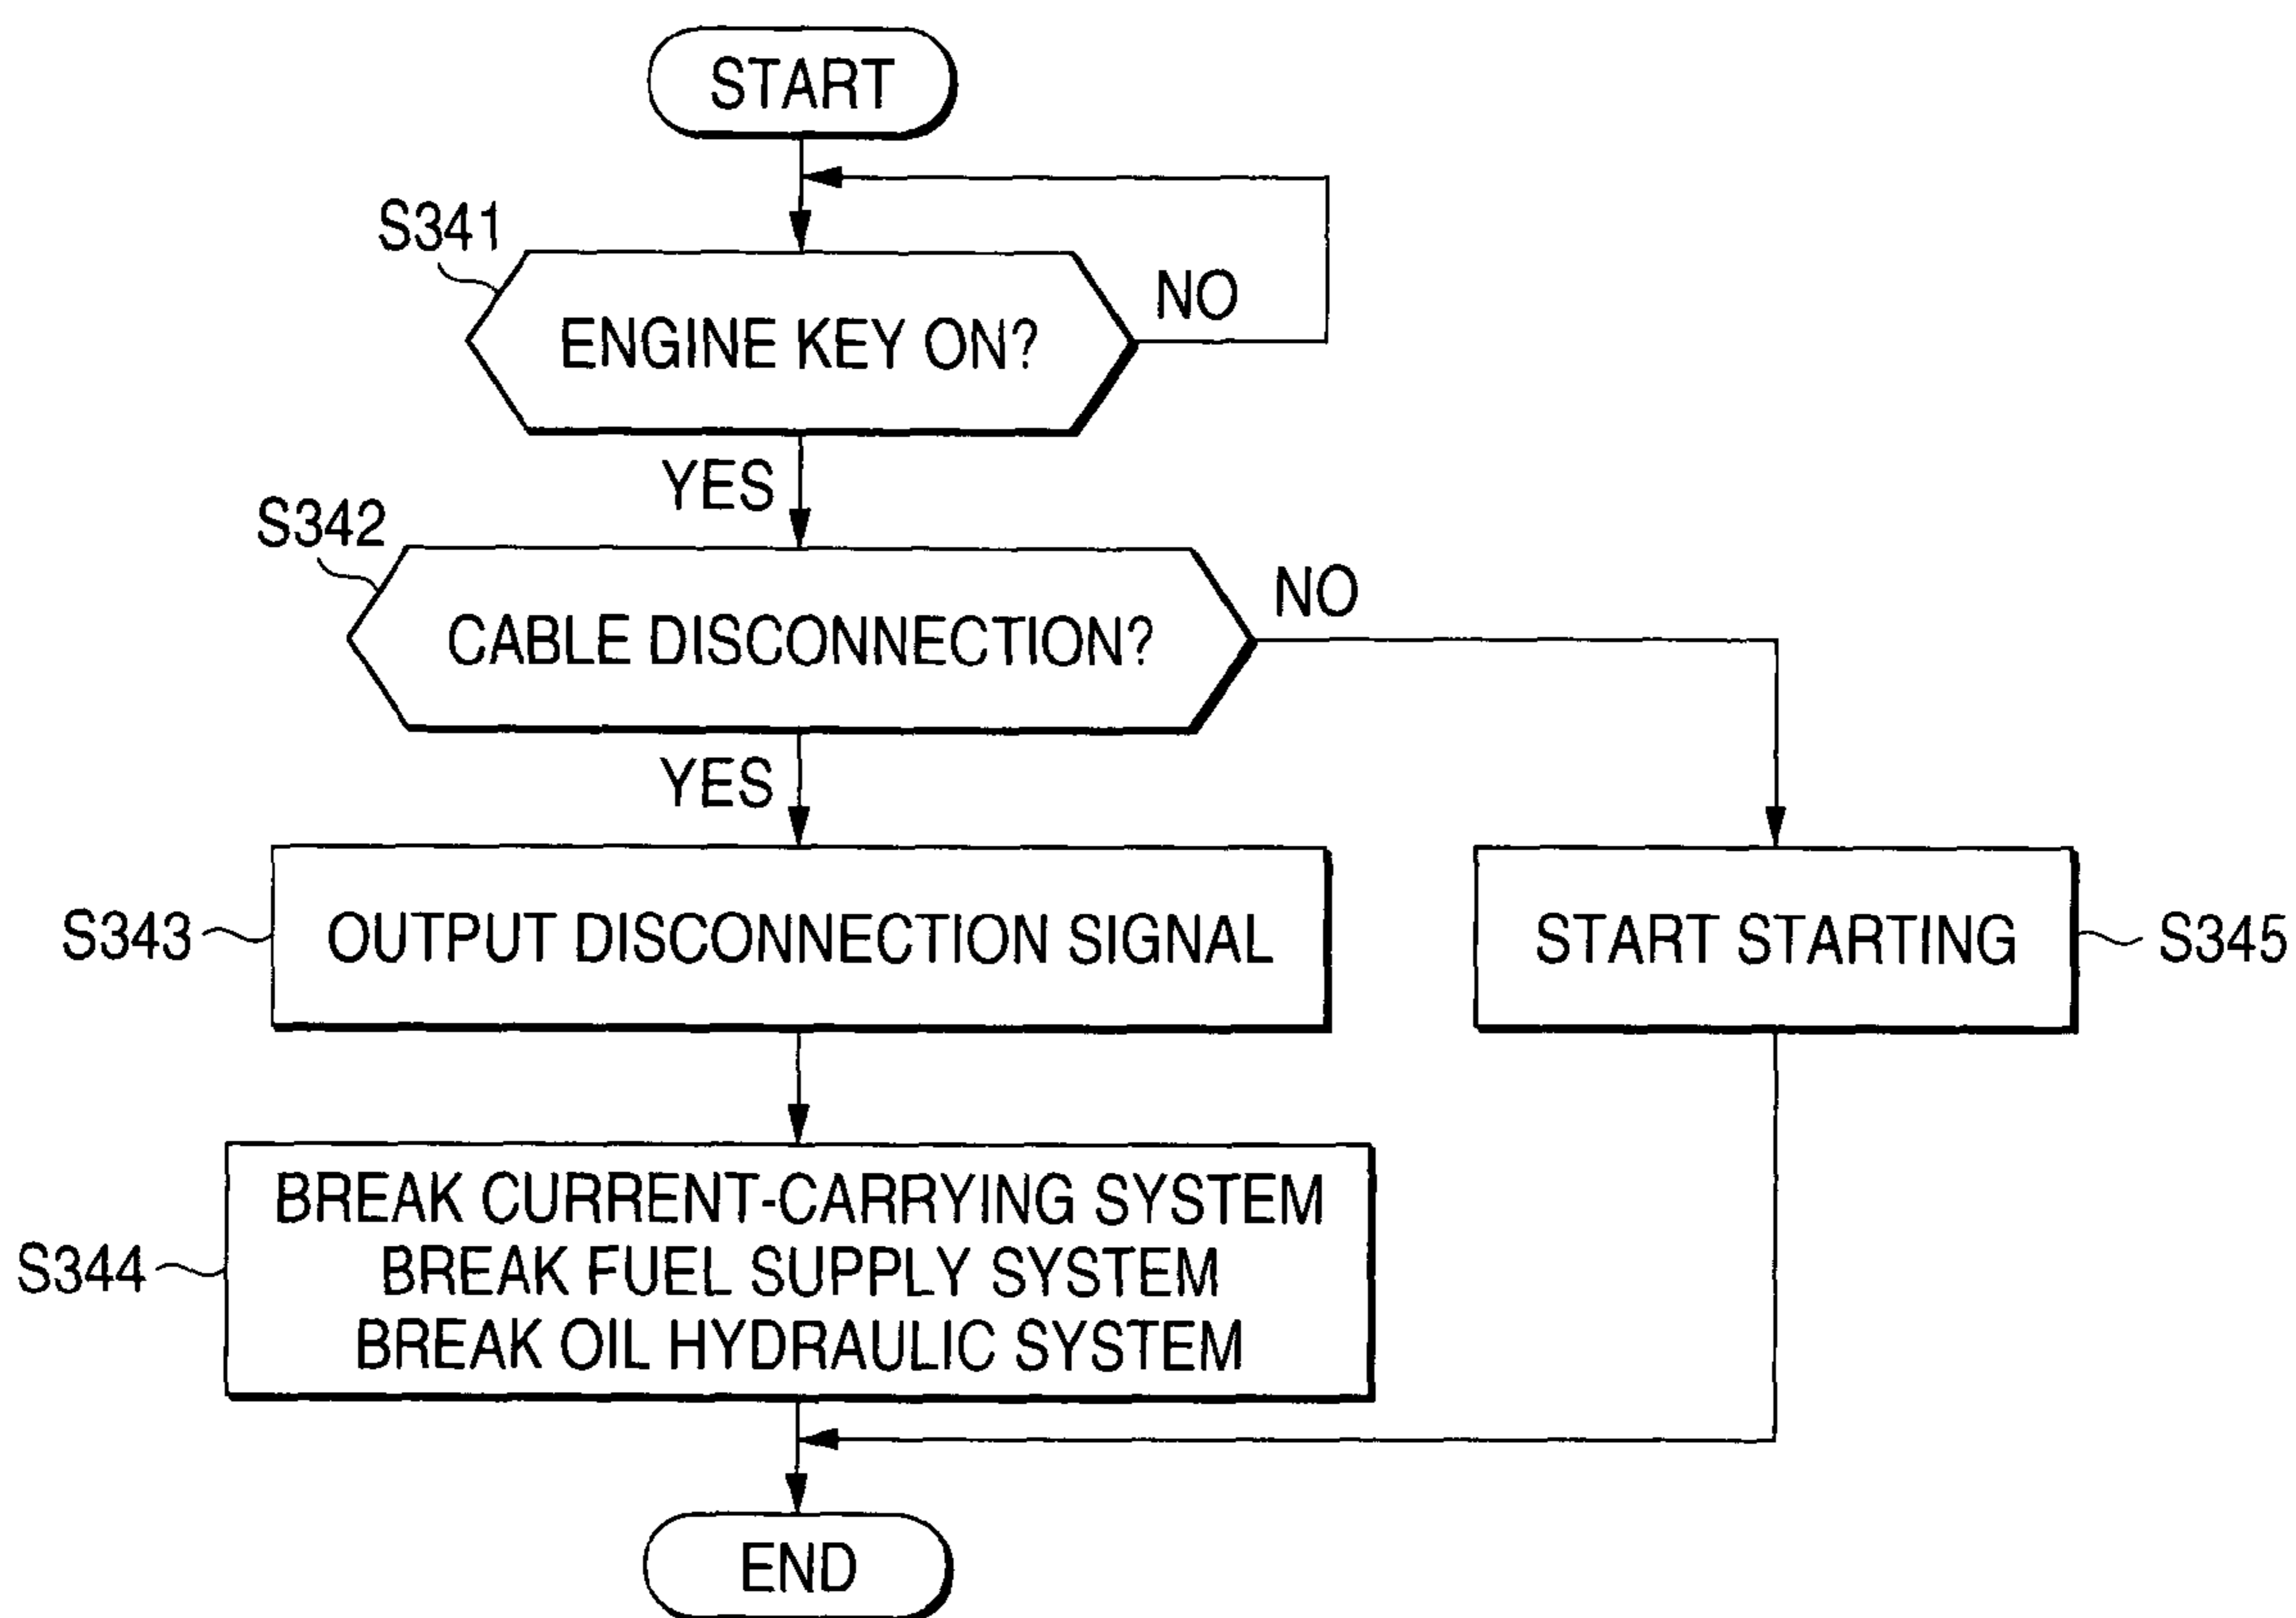 START
S341
ENGINE KEY ON?
NO
YES
S342
CABLE DISCONNECTION?
NO
YES
S343
OUTPUT DISCONNECTION SIGNAL
START STARTING
S345
S344
BREAK CURRENT-CARRYING SYSTEM
BREAK FUEL SUPPLY SYSTEM
BREAK OIL HYDRAULIC SYSTEM
END